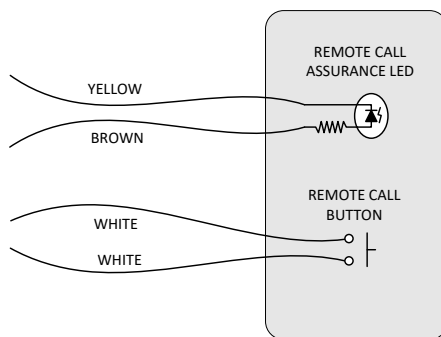 REMOTE CALL
ASSURANCE LED
YELLOW
BROWN
REMOTE CALL
BUTTON
WHITE
WHITE